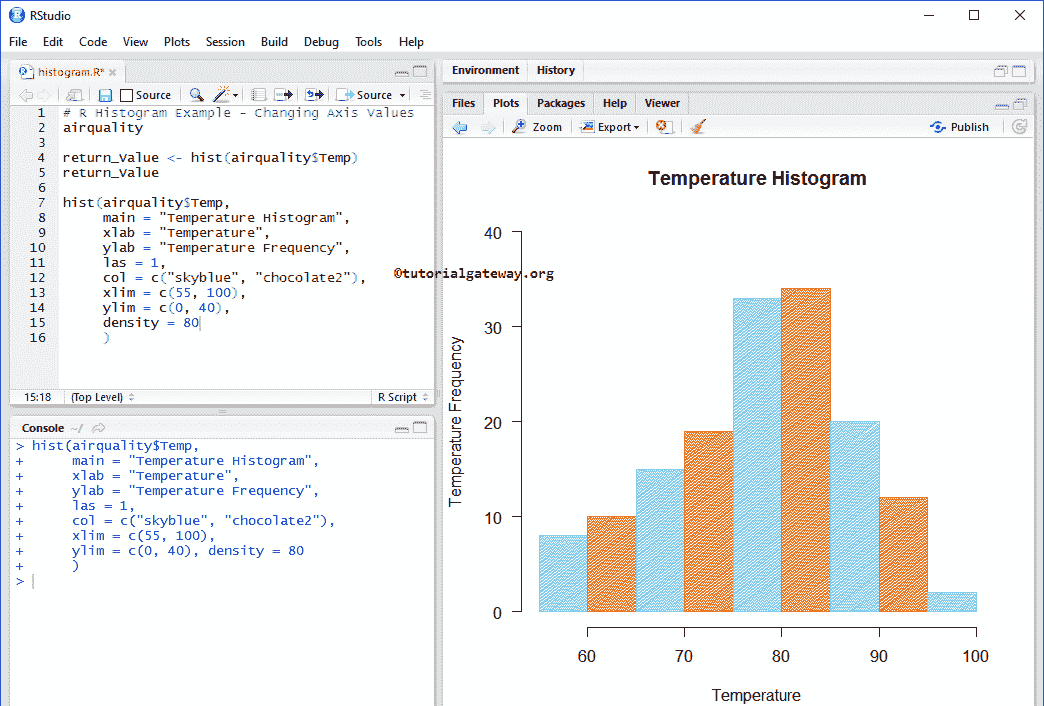 RStudio
File Edit Code View Plots Session Build Debug Tools Help
histogram.R*
Source Source
1 # R Histogram Example - Changing Axis Values
2 airquality
3
4 return_Value <- hist(airquality$Temp)
5 return_Value
6
7 hist(airquality$Temp,
8 main = "Temperature Histogram",
9 xlab = "Temperature",
10 ylab = "Temperature Frequency",
11 las = 1,
12 col = c("skyblue", "chocolate2"),
13 xlim = c(55, 100),
14 ylim = c(0, 40),
15 density = 80
16 )
15:18 (Top Level) R Script
Console ~/
> hist(airquality$Temp,
+ main = "Temperature Histogram",
+ xlab = "Temperature",
+ ylab = "Temperature Frequency",
+ las = 1,
+ col = c("skyblue", "chocolate2"),
+ xlim = c(55, 100),
+ ylim = c(0, 40), density = 80
+ )
>
Environment History
Files Plots Packages Help Viewer
Zoom Export Publish
Temperature Histogram
©tutorialgateway.org
Temperature Frequency
40
30
20
10
0
60 70 80 90 100
Temperature